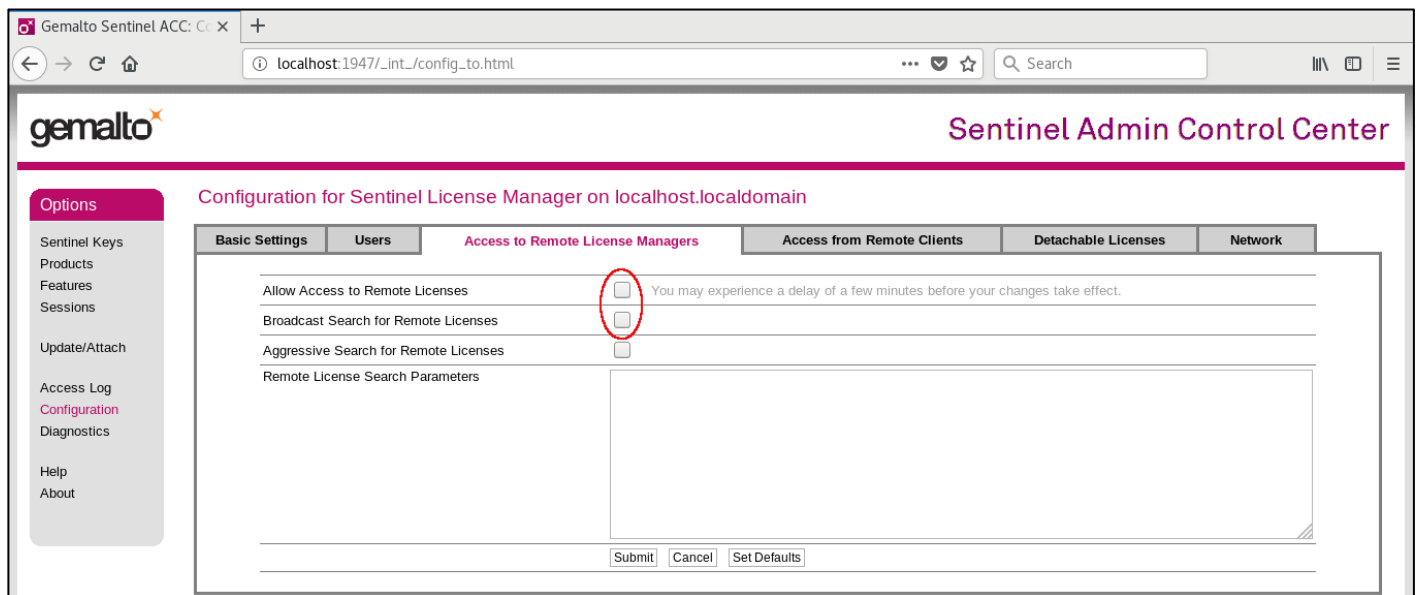 Gemalto Sentinel ACC: Co
localhost:1947/_int_/config_to.html
Search
gemalto
Sentinel Admin Control Center
Options
Sentinel Keys
Products
Features
Sessions
Update/Attach
Access Log
Configuration
Diagnostics
Help
About
Configuration for Sentinel License Manager on localhost.localdomain
Basic Settings Users Access to Remote License Managers Access from Remote Clients Detachable Licenses Network
Allow Access to Remote Licenses You may experience a delay of a few minutes before your changes take effect.
Broadcast Search for Remote Licenses
Aggressive Search for Remote Licenses
Remote License Search Parameters
Submit Cancel Set Defaults